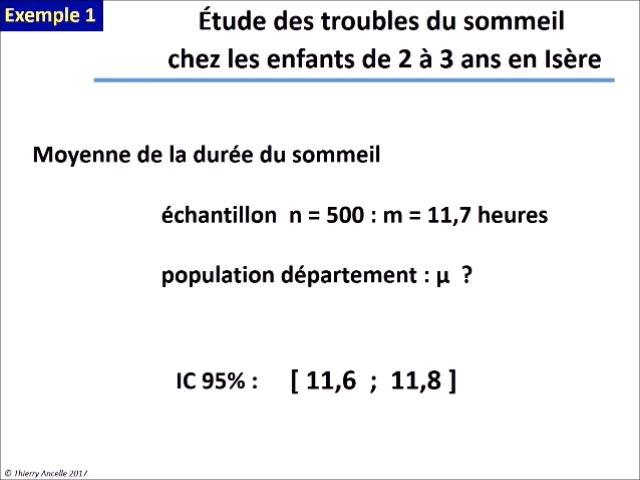 Exemple 1
Étude des troubles du sommeil
chez les enfants de 2 à 3 ans en Isère
Moyenne de la durée du sommeil
échantillon n = 500 : m = 11,7 heures
population département : µ ?
IC 95% : [ 11,6 ; 11,8 ]
© Thierry Ancelle 2017